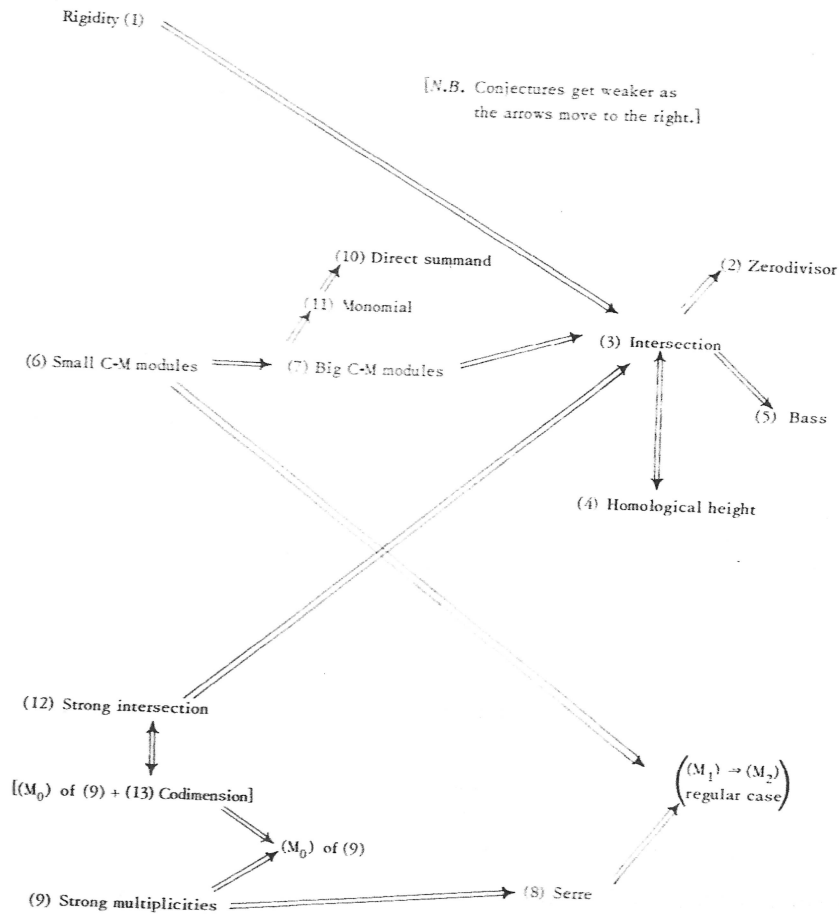 Rigidity (1)
[N.B. Conjectures get weaker as
the arrows move to the right.]
(10) Direct summand
(2) Zerodivisor
(11) Monomial
(3) Intersection
(6) Small C-M modules
(7) Big C-M modules
(5) Bass
(4) Homological height
(12) Strong intersection
(M₁) → (M₂)
regular case
[(M₀) of (9) + (13) Codimension]
(M₀) of (9)
(8) Serre
(9) Strong multiplicities